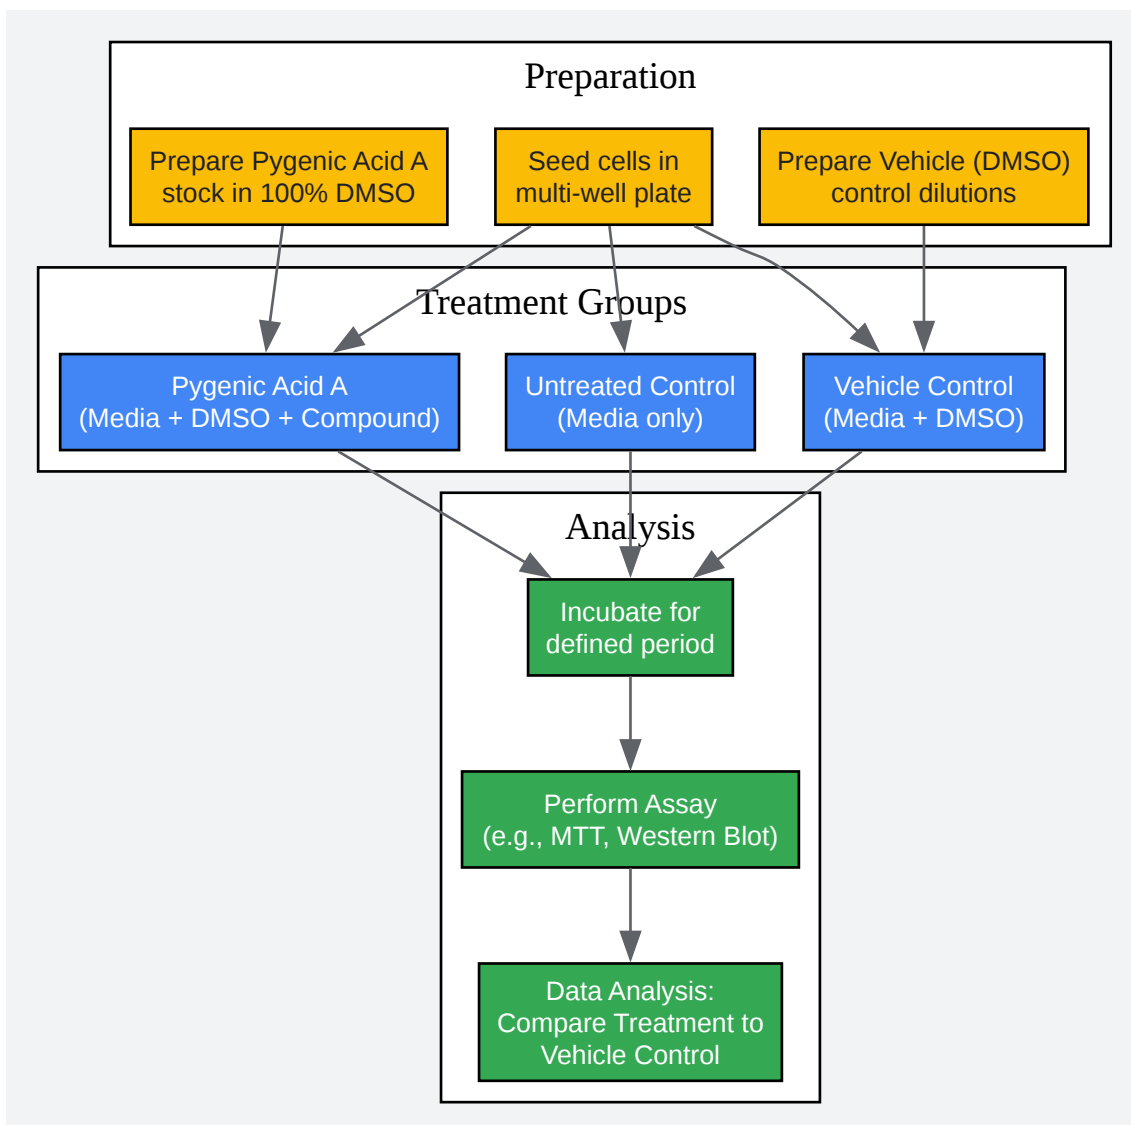 Preparation
Prepare Pygenic Acid A
stock in 100% DMSO
Seed cells in
multi-well plate
Prepare Vehicle (DMSO)
control dilutions
Treatment Groups
Pygenic Acid A
(Media + DMSO + Compound)
Untreated Control
(Media only)
Vehicle Control
(Media + DMSO)
Analysis
Incubate for
defined period
Perform Assay
(e.g., MTT, Western Blot)
Data Analysis:
Compare Treatment to
Vehicle Control